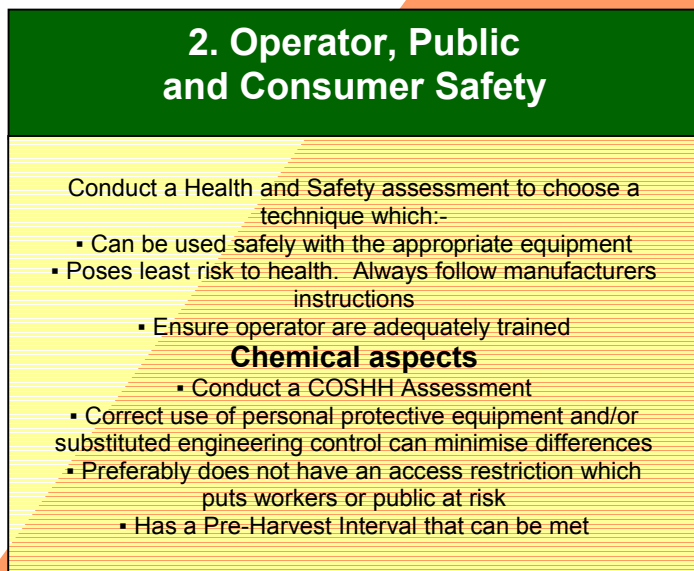 2. Operator, Public
and Consumer Safety
Conduct a Health and Safety assessment to choose a
technique which:-
▪ Can be used safely with the appropriate equipment
▪ Poses least risk to health.  Always follow manufacturers
instructions
▪ Ensure operator are adequately trained
Chemical aspects
▪ Conduct a COSHH Assessment
▪ Correct use of personal protective equipment and/or
substituted engineering control can minimise differences
▪ Preferably does not have an access restriction which
puts workers or public at risk
▪ Has a Pre-Harvest Interval that can be met